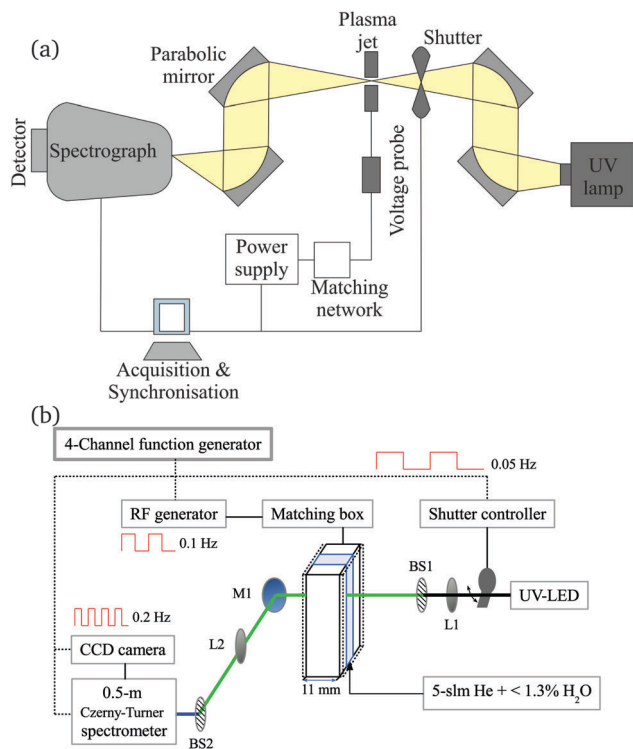 (a)
Plasma
jet
Shutter
Parabolic
mirror
Detector
Spectrograph
UV
lamp
Voltage probe
Power
supply
Matching
network
Acquisition &
Synchronisation
(b)
4-Channel function generator
0.05 Hz
RF generator
Matching box
Shutter controller
0.1 Hz
BS1
M1
UV-LED
L1
0.2 Hz
L2
CCD camera
11 mm
0.5-m
Czerny-Turner
spectrometer
5-slm He + < 1.3% H₂O
BS2